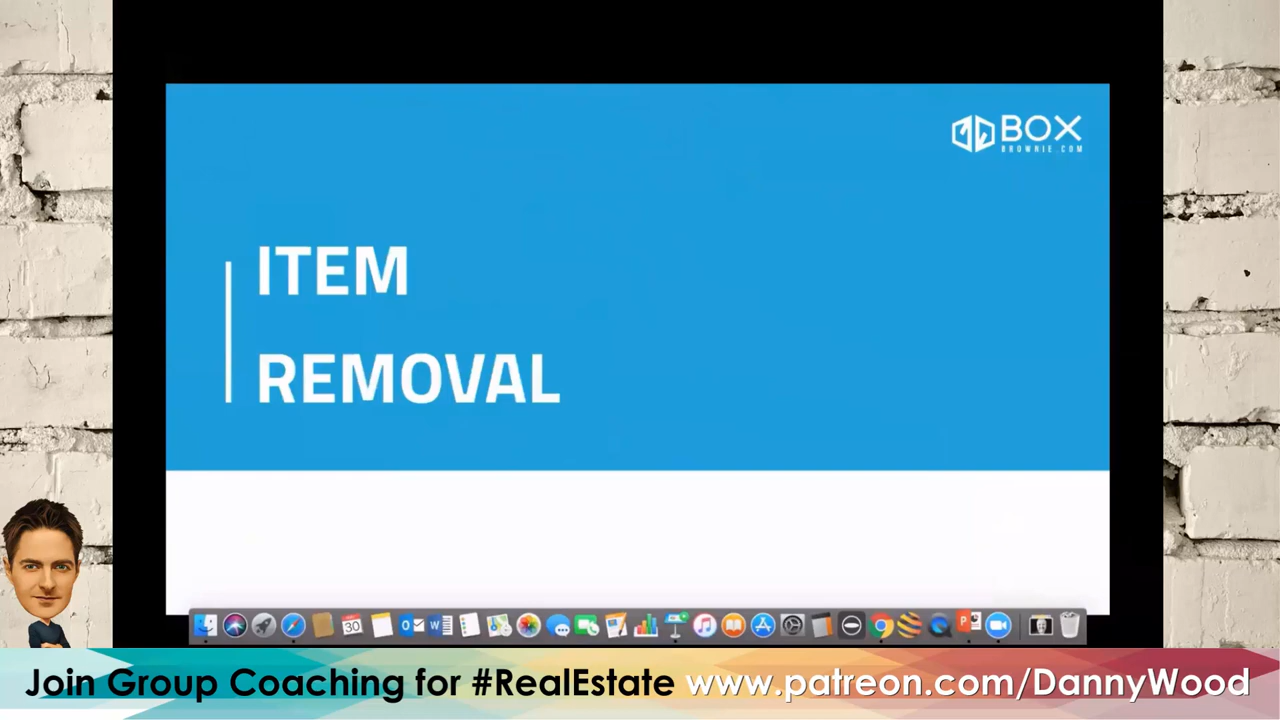 BOX
BROWNIE.COM
ITEM
REMOVAL
30
Join Group Coaching for #RealEstate www.patreon.com/DannyWood